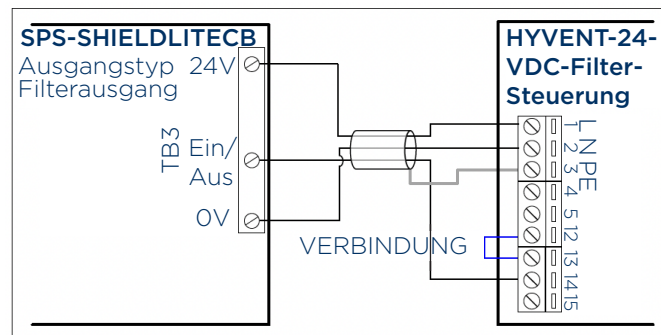 SPS-SHIELDLITECB
Ausgangstyp 24V
Filterausgang
TB3
Ein/
Aus
0V
VERBINDUNG
HYVENT-24-
VDC-Filter-
Steuerung
1 L
2 N
3 PE
4
5
12
13
14
15